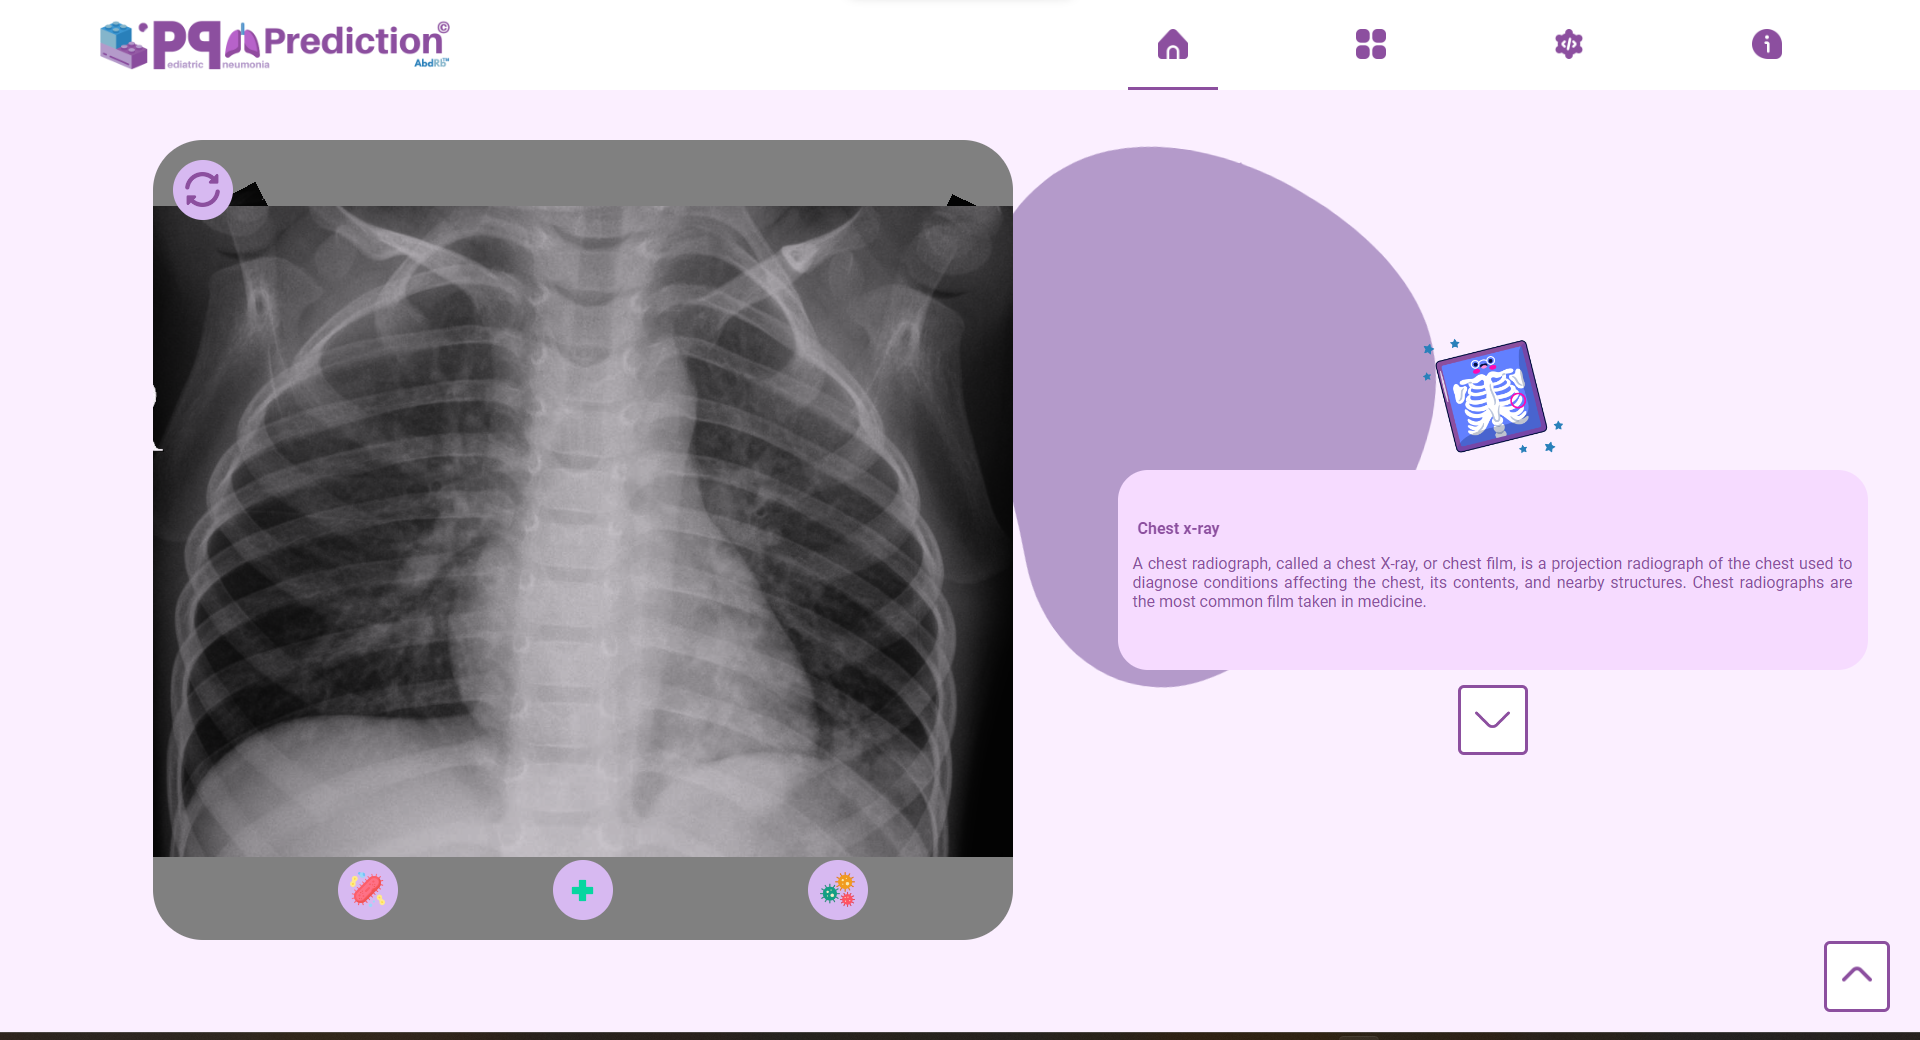 pq Prediction©
ediatric neumonia
AbdRb™
Chest x-ray
A chest radiograph, called a chest X-ray, or chest film, is a projection radiograph of the chest used to
diagnose conditions affecting the chest, its contents, and nearby structures. Chest radiographs are
the most common film taken in medicine.